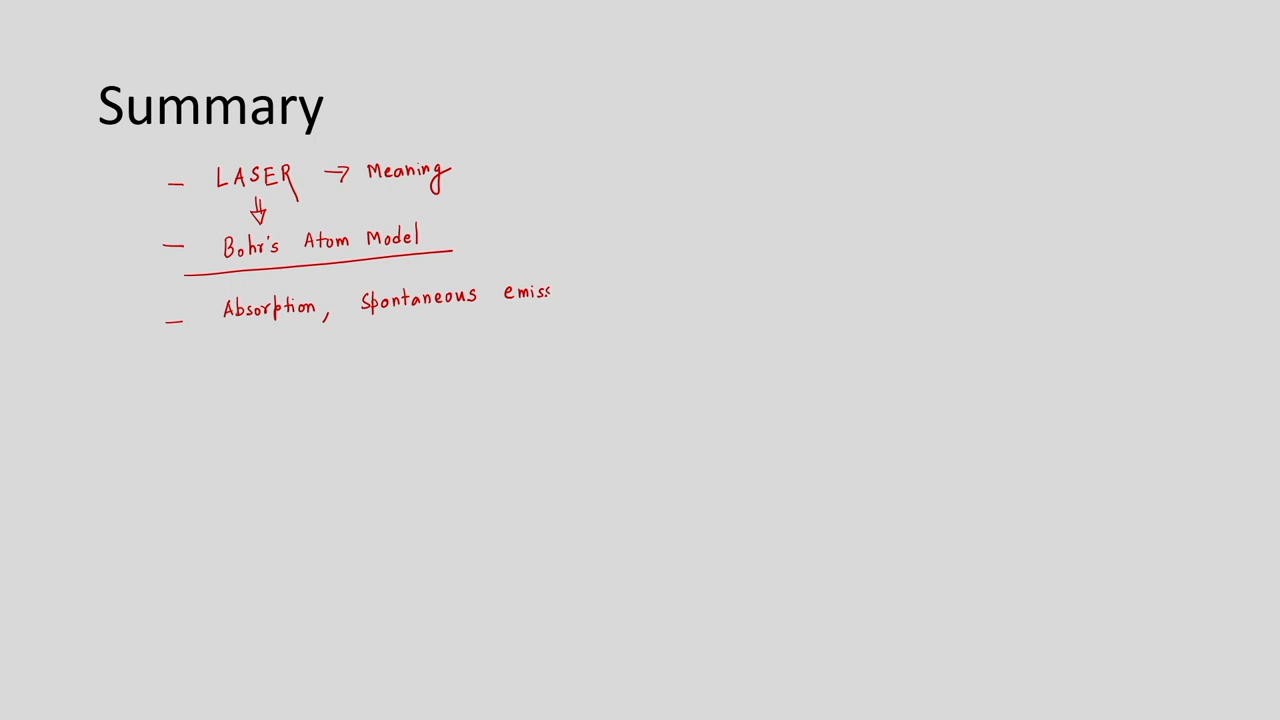 Summary
– LASER → Meaning
⇓
– Bohr's Atom Model
– Absorption, Spontaneous emiss